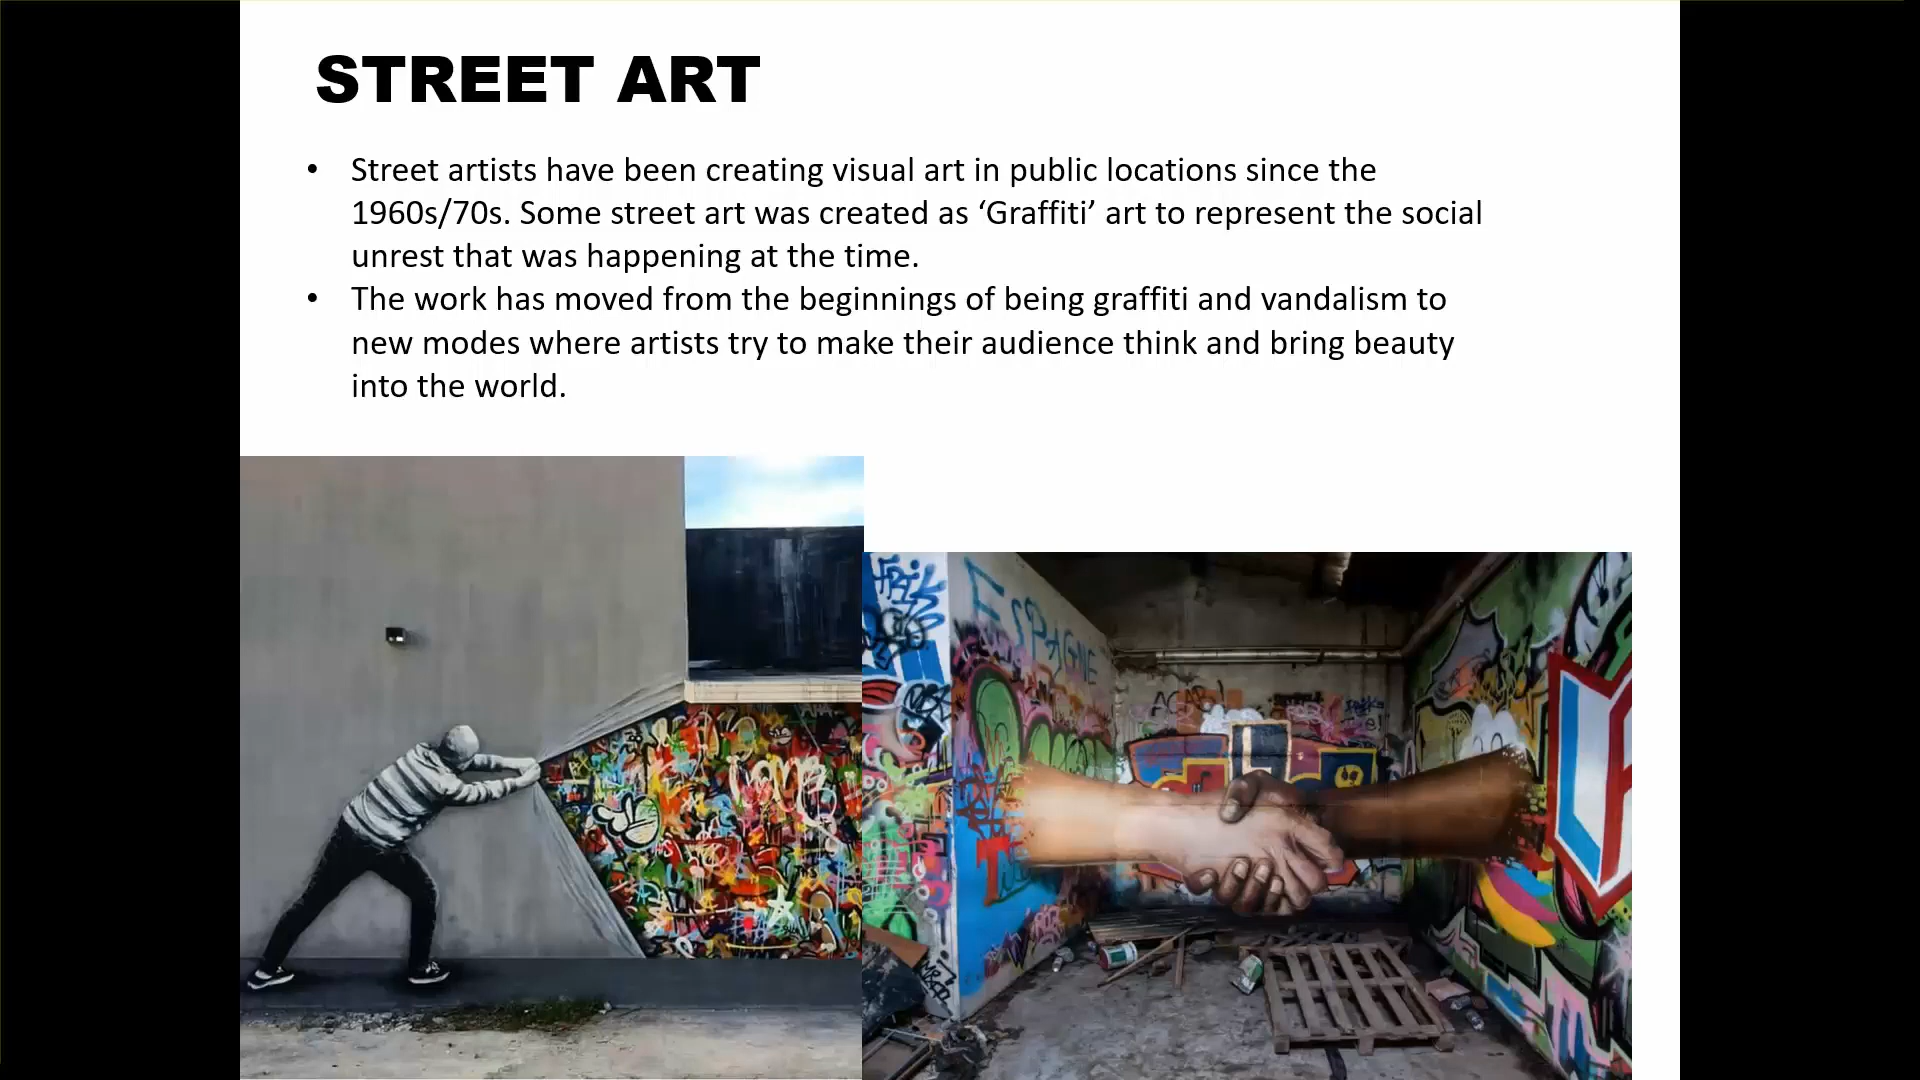 STREET ART
• Street artists have been creating visual art in public locations since the
1960s/70s. Some street art was created as ‘Graffiti’ art to represent the social
unrest that was happening at the time.
• The work has moved from the beginnings of being graffiti and vandalism to
new modes where artists try to make their audience think and bring beauty
into the world.
ESPAGNE